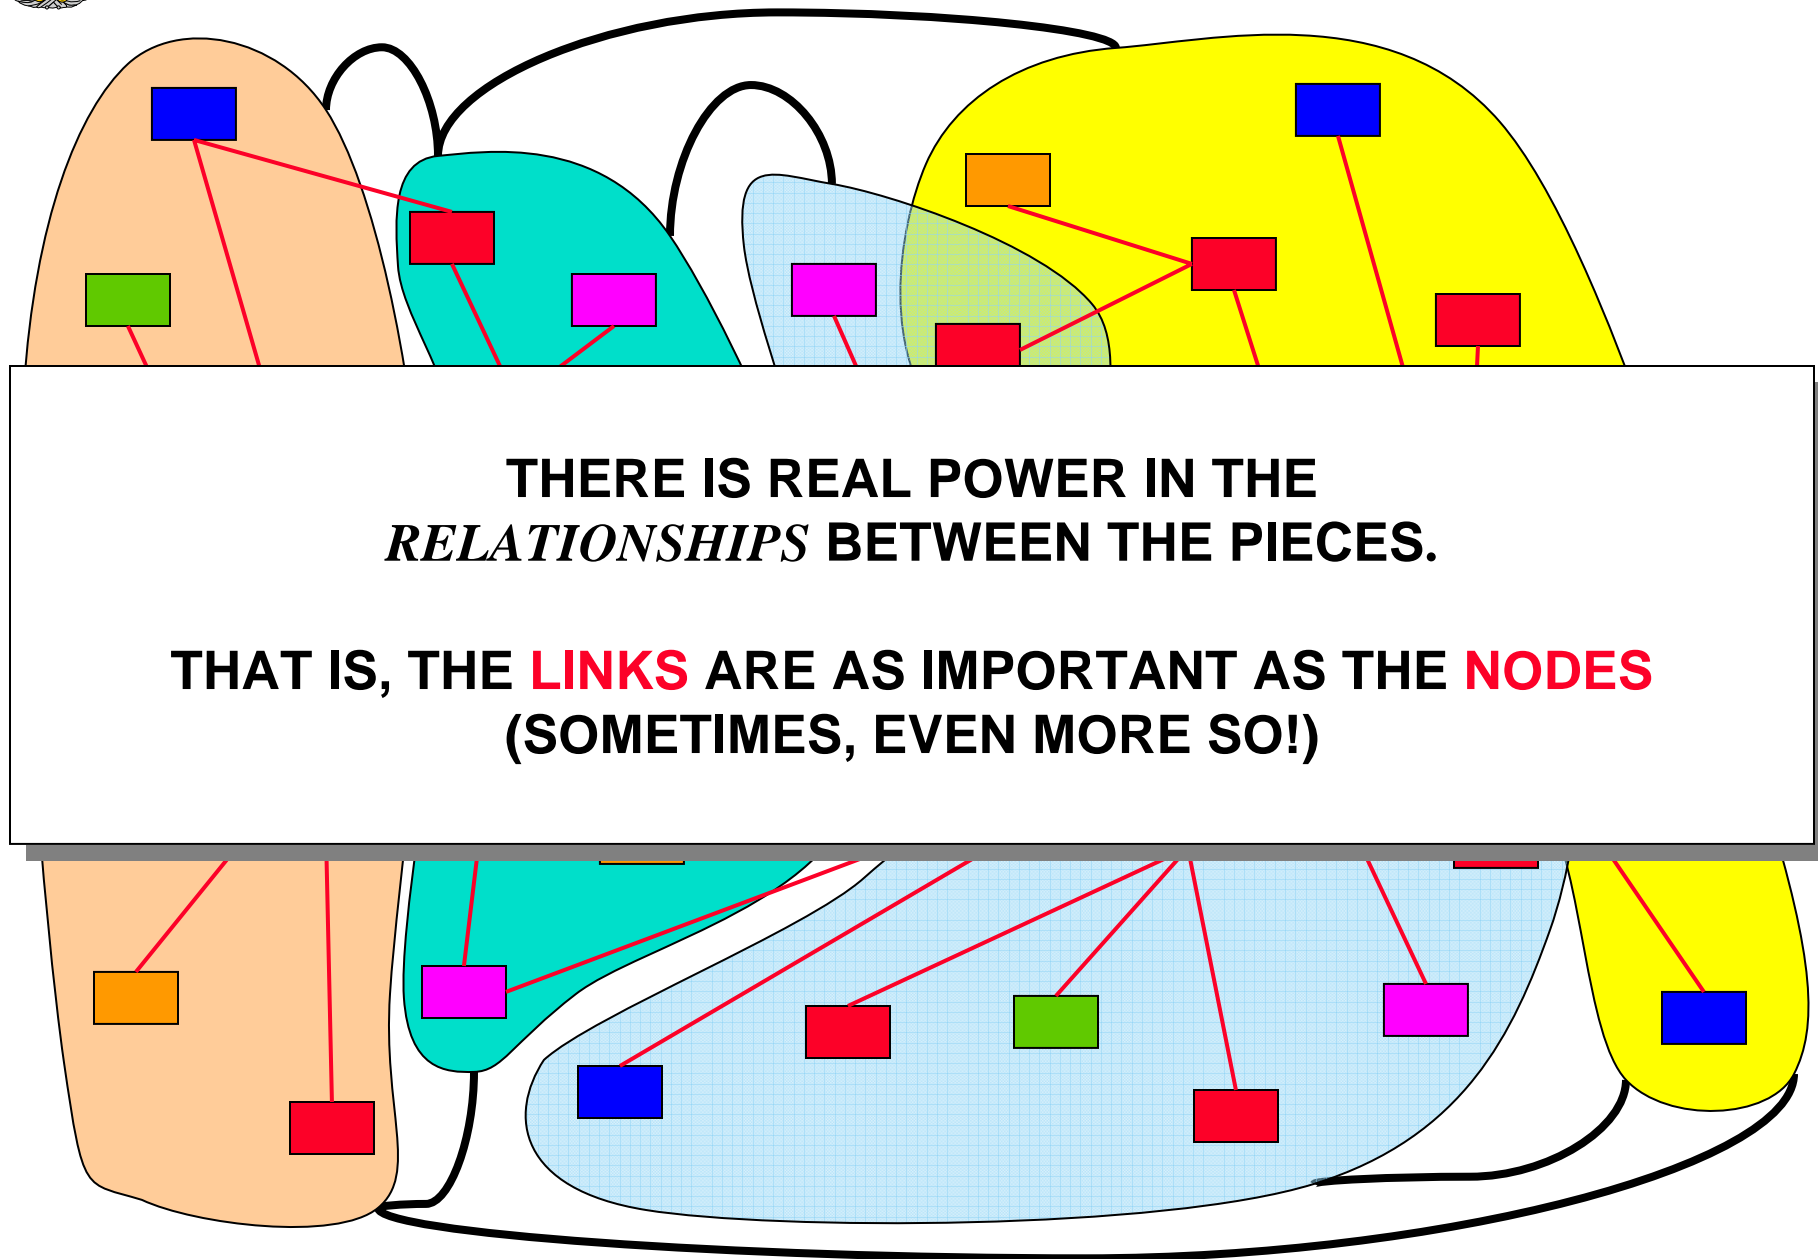 THERE IS REAL POWER IN THE
RELATIONSHIPS BETWEEN THE PIECES.
THAT IS, THE LINKS ARE AS IMPORTANT AS THE NODES
(SOMETIMES, EVEN MORE SO!)